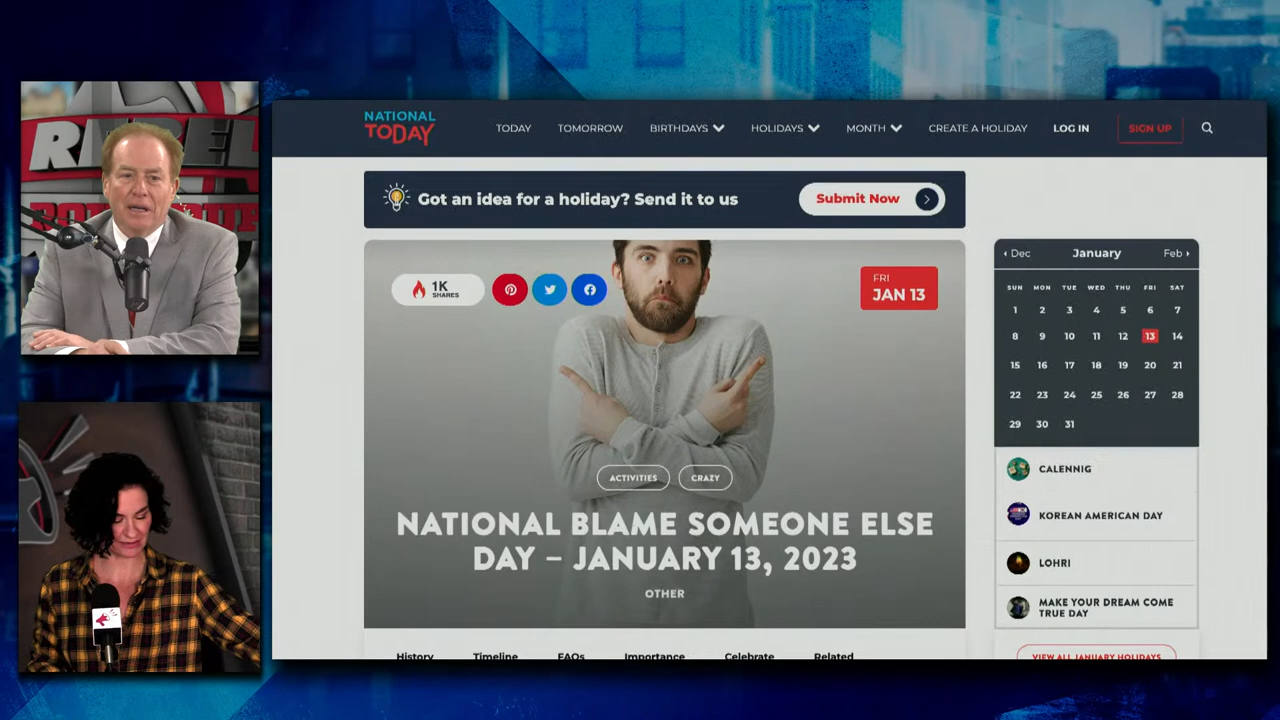 REBEL
NATIONAL
TODAY
TODAY
TOMORROW
BIRTHDAYS
HOLIDAYS
MONTH
CREATE A HOLIDAY
LOG IN
SIGN UP
Got an idea for a holiday? Send it to us
Submit Now
1K
SHARES
FRI
JAN 13
ACTIVITIES
CRAZY
NATIONAL BLAME SOMEONE ELSE
DAY – JANUARY 13, 2023
OTHER
History
Timeline
FAQs
Importance
Celebrate
Related
Dec
January
Feb
SUN MON TUE WED THU FRI SAT
1 2 3 4 5 6 7
8 9 10 11 12 13 14
15 16 17 18 19 20 21
22 23 24 25 26 27 28
29 30 31
CALENNIG
KOREAN AMERICAN DAY
LOHRI
MAKE YOUR DREAM COME
TRUE DAY
VIEW ALL JANUARY HOLIDAYS